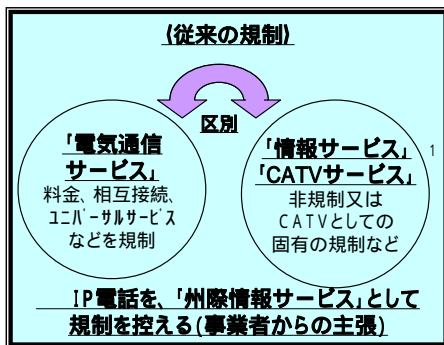 (従来の規制)
区別
「電気通信
サービス」
料金、相互接続、
ﾕﾆﾊﾞｰｻﾙｻｰﾋﾞｽ
などを規制
「情報サービス」 1
「CATVサービス」
非規制又は
CATVとしての
固有の規制など
IP電話を、「州際情報サービス」として
規制を控える(事業者からの主張)